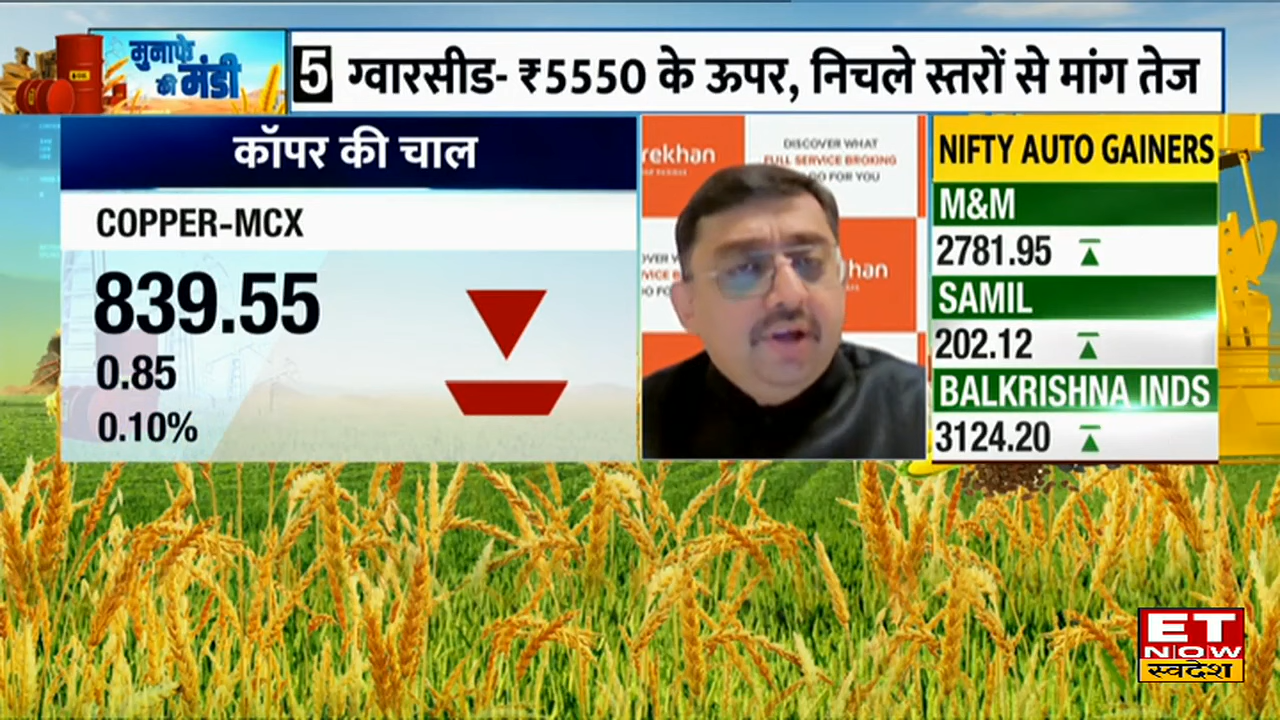 मुनाफे
की मंडी
5 ग्वारसीड- ₹5550 के ऊपर, निचले स्तरों से मांग तेज
कॉपर की चाल
COPPER-MCX
839.55
0.85
0.10%
rekhan
DISCOVER WHAT
FULL SERVICE BROKING
DO FOR YOU
han
NIFTY AUTO GAINERS
M&M
2781.95
SAMIL
202.12
BALKRISHNA INDS
3124.20
ET
NOW
स्वदेश